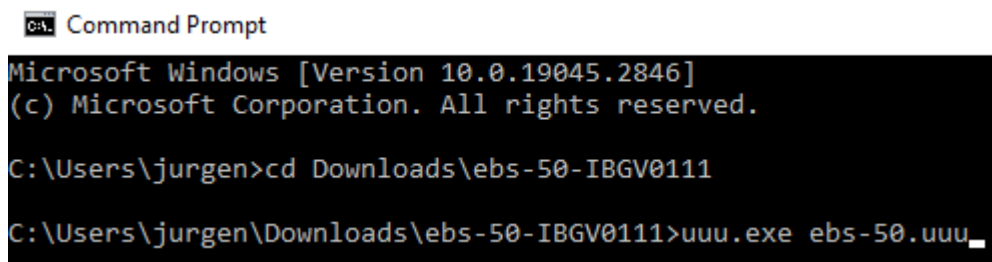 Command Prompt
Microsoft Windows [Version 10.0.19045.2846]
(c) Microsoft Corporation. All rights reserved.
C:\Users\jurgen>cd Downloads\ebs-50-IBGV0111
C:\Users\jurgen\Downloads\ebs-50-IBGV0111>uuu.exe ebs-50.uuu